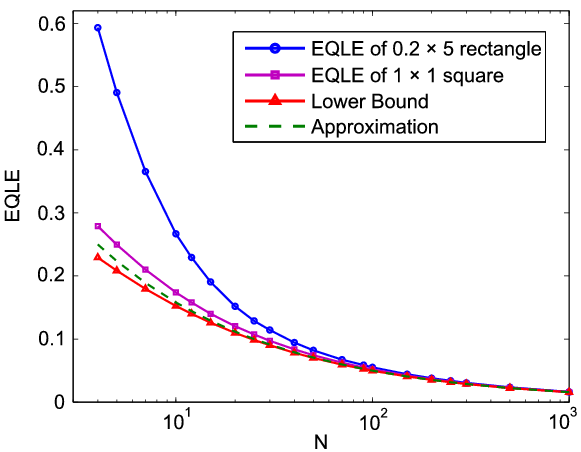 0.6
0.5
0.4
0.3
0.2
0.1
0
EQLE
EQLE of 0.2 × 5 rectangle
EQLE of 1 × 1 square
Lower Bound
Approximation
10^1
10^2
10^3
N